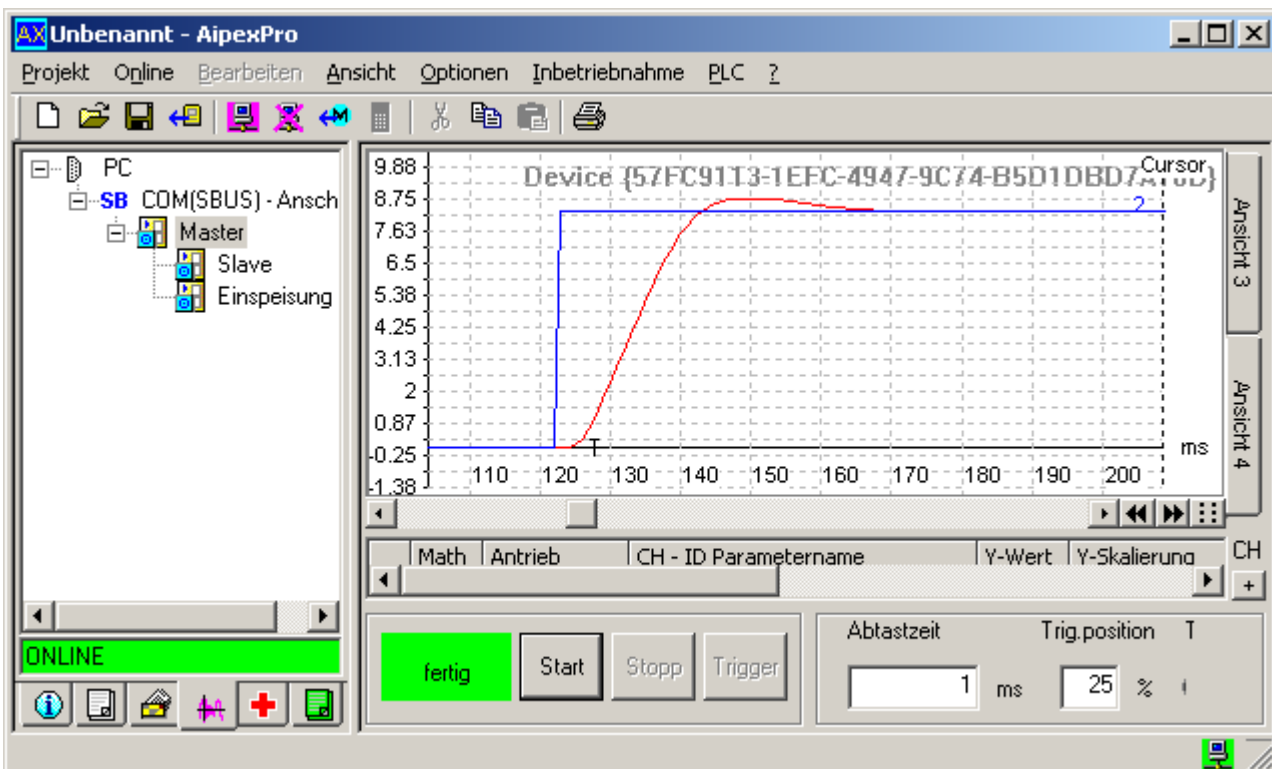 AX Unbenannt - AipexPro
Projekt Online Bearbeiten Ansicht Optionen Inbetriebnahme PLC ?
PC
SB COM(SBUS) - Ansch
Master
Slave
Einspeisung
ONLINE
9.88
8.75
7.63
6.5
5.38
4.25
3.13
2
0.87
-0.25
-1.38
Device {57FC9113-1EFC-4947-9C74-B5D1DBD7
Cursor
2
T
ms
110 120 130 140 150 160 170 180 190 200
Ansicht 3
Ansicht 4
Math Antrieb CH - ID Parametername Y-Wert Y-Skalierung
CH
+
fertig Start Stopp Trigger
Abtastzeit Trig.position T
1 ms 25 %